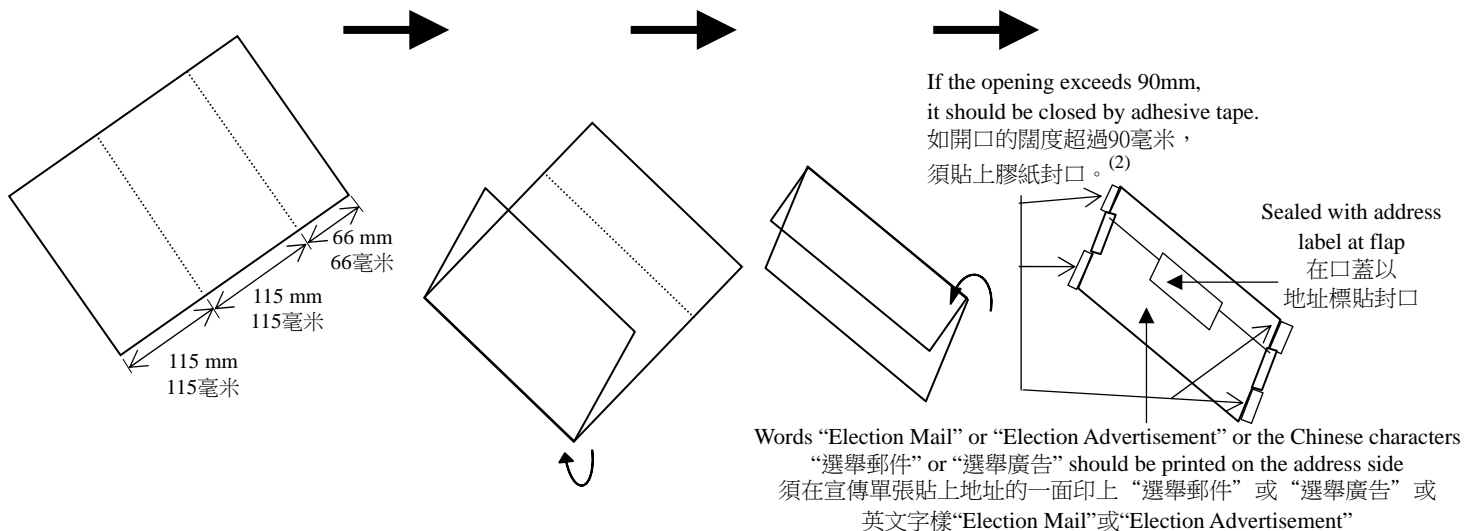 If the opening exceeds 90mm,
it should be closed by adhesive tape.
如開口的闊度超過90毫米，
須貼上膠紙封口。(2)
66 mm
66毫米
115 mm
115毫米
115 mm
115毫米
Sealed with address
label at flap
在口蓋以
地址標貼封口
Words “Election Mail” or “Election Advertisement” or the Chinese characters
“選舉郵件” or “選舉廣告” should be printed on the address side
須在宣傳單張貼上地址的一面印上“選舉郵件”或“選舉廣告”或
英文字樣“Election Mail”或“Election Advertisement”